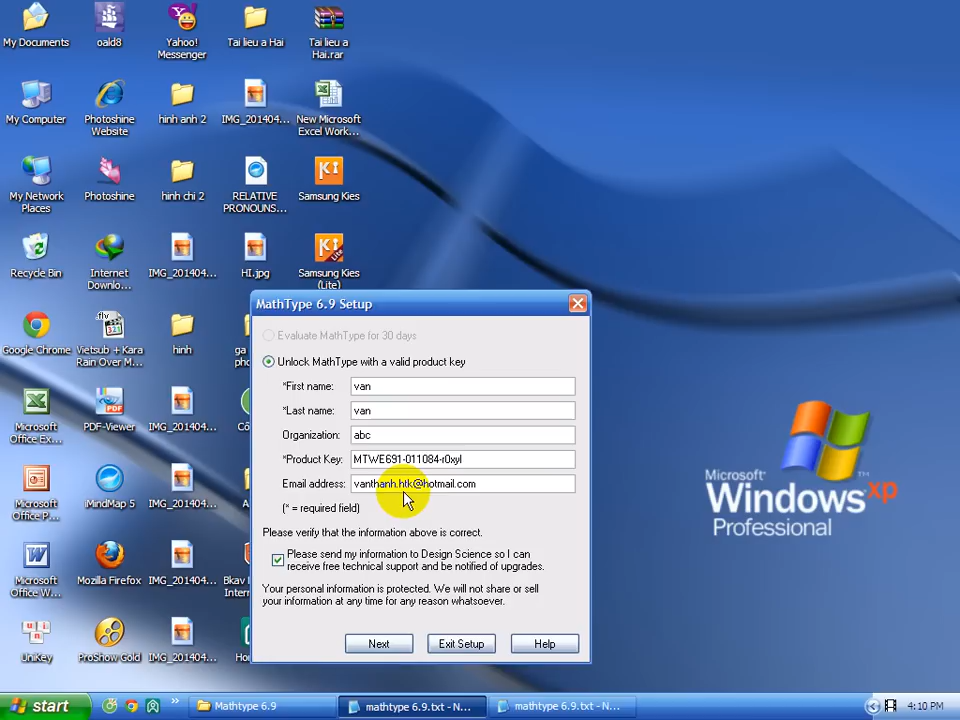 My Documents
oald8
Yahoo!
Messenger
Tai lieu a Hai
Tai lieu a
Hai.rar
My Computer
Photoshine
Website
hinh anh 2
IMG_201404...
New Microsoft
Excel Work...
My Network
Places
Photoshine
hinh chi 2
RELATIVE
PRONOUNS...
Samsung Kies
Recycle Bin
Internet
Downlo...
IMG_201404...
HI.jpg
Samsung Kies
(Lite)
Google Chrome
flv
Vietsub + Kara
Rain Over M...
hinh
ga
pho
Microsoft
Office Ex...
PDF-Viewer
IMG_201404...
Microsoft
Office P...
iMindMap 5
IMG_201404...
Microsoft
Office W...
Mozilla Firefox
IMG_201404...
Bkav
Intern
UniKey
ProShow Gold
IMG_201404...
MathType 6.9 Setup
Evaluate MathType for 30 days
Unlock MathType with a valid product key
*First name: van
*Last name: van
Organization: abc
*Product Key: MTWE691-011084-r0xyl
Email address: vanthanh.htk@hotmail.com
(* = required field)
Please verify that the information above is correct.
Please send my information to Design Science so I can
receive free technical support and be notified of upgrades.
Your personal information is protected. We will not share or sell
your information at any time for any reason whatsoever.
Next
Exit Setup
Help
Microsoft
Windows xp
Professional
start
Mathtype 6.9
mathtype 6.9.txt - N...
mathtype 6.9.txt - N...
4:10 PM